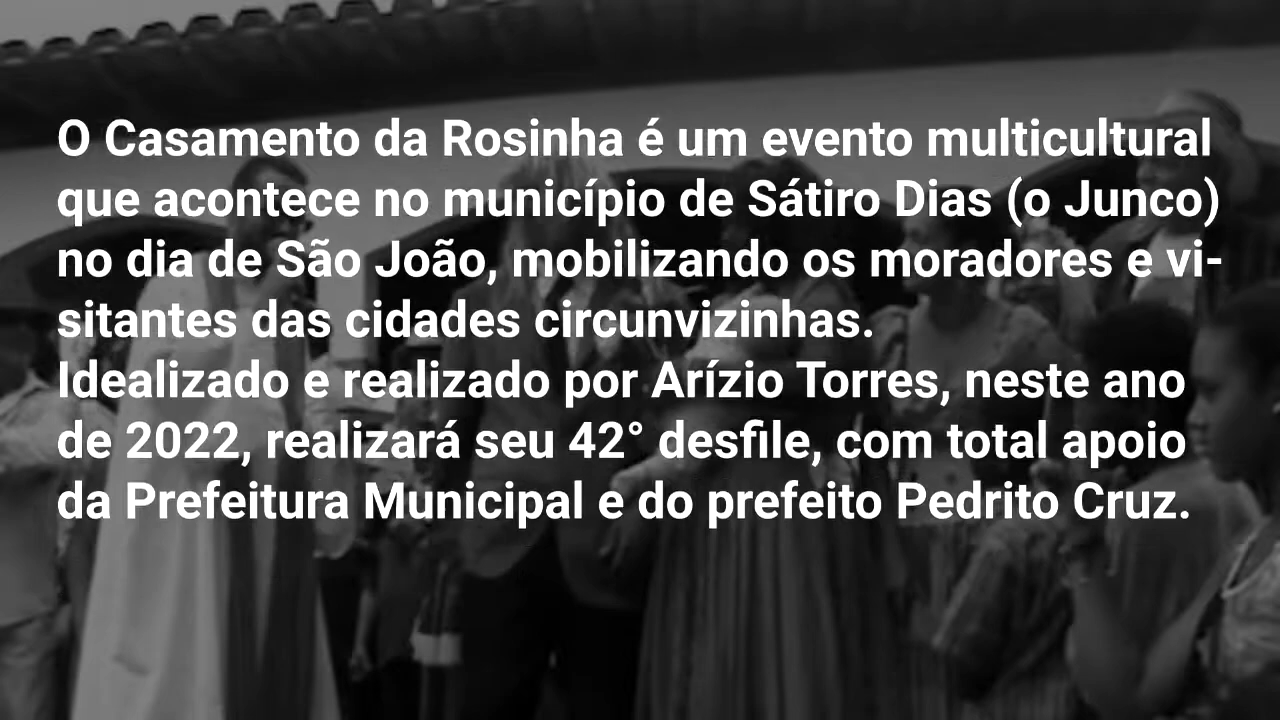 O Casamento da Rosinha é um evento multicultural
que acontece no município de Sátiro Dias (o Junco)
no dia de São João, mobilizando os moradores e vi-
sitantes das cidades circunvizinhas.
Idealizado e realizado por Arízio Torres, neste ano
de 2022, realizará seu 42° desfile, com total apoio
da Prefeitura Municipal e do prefeito Pedrito Cruz.